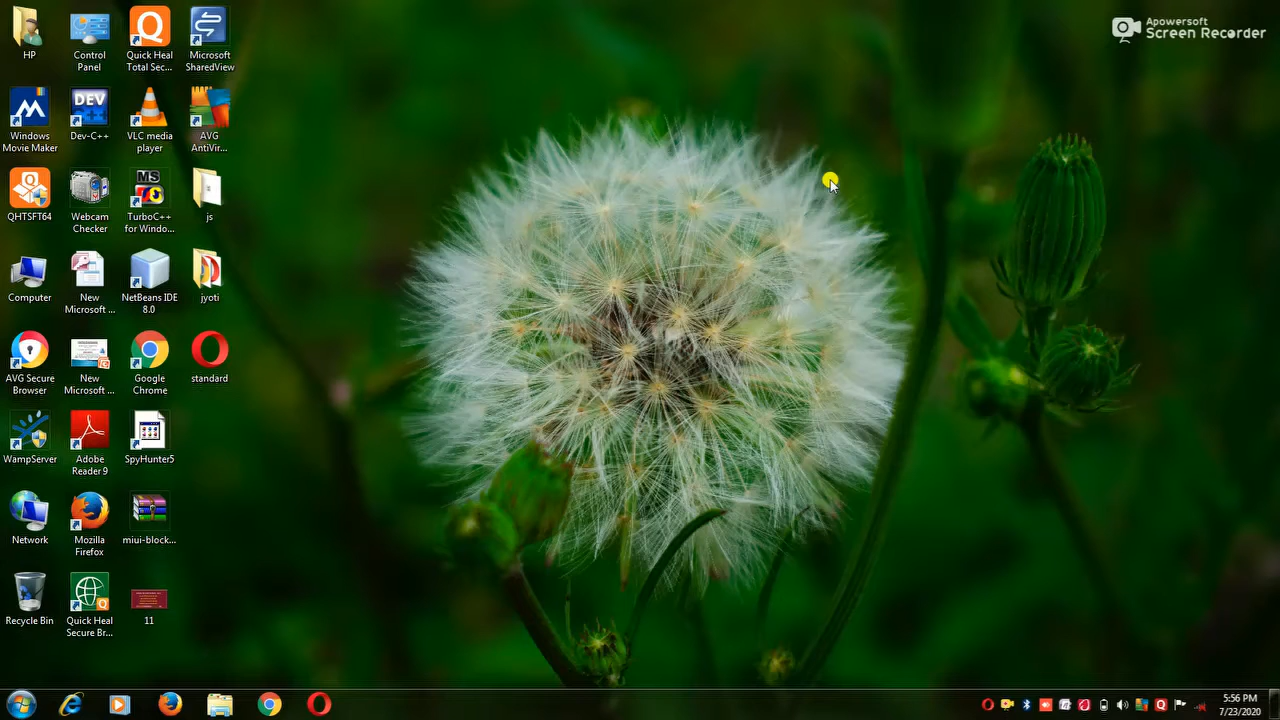 Apowersoft
Screen Recorder
HP
Control
Panel
Quick Heal
Total Sec...
Microsoft
SharedView
DEV
Windows
Movie Maker
Dev-C++
VLC media
player
AVG
AntiVir...
MS
QHTSFT64
Webcam
Checker
TurboC++
for Windo...
js
Computer
New
Microsoft ...
NetBeans IDE
8.0
jyoti
AVG Secure
Browser
New
Microsoft ...
Google
Chrome
standard
WampServer
Adobe
Reader 9
SpyHunter5
Network
Mozilla
Firefox
miui-block...
Recycle Bin
Quick Heal
Secure Br...
11
5:56 PM
7/23/2020